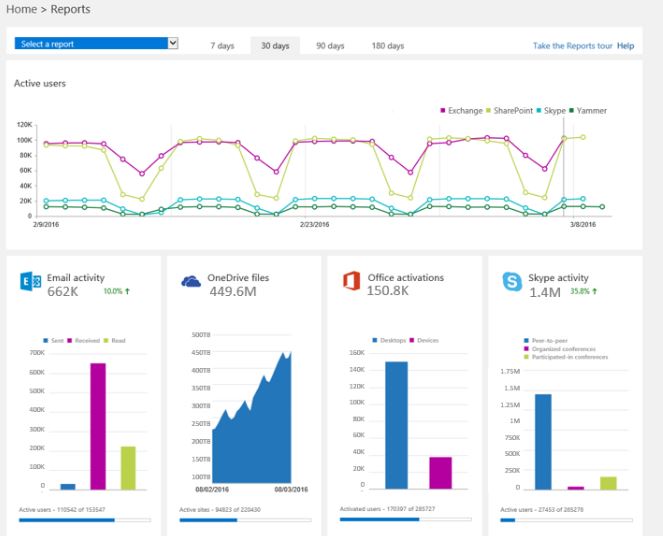 Home > Reports
Select a report 7 days 30 days 90 days 180 days Take the Reports tour Help
Active users
Exchange SharePoint Skype Yammer
120K
100K
80K
60K
40K
20K
0
2/9/2016 2/23/2016 3/8/2016
Email activity
662K 10.0%
Sent Received Read
700K
600K
500K
400K
300K
200K
100K
Active users - 110542 of 153547
OneDrive files
449.6M
500TB
450TB
400TB
350TB
300TB
250TB
200TB
150TB
100TB
08/02/2016 08/03/2016
Active sites - 94823 of 220430
Office activations
150.8K
Desktops Devices
160K
140K
120K
100K
80K
60K
40K
20K
Activated users - 170397 of 285727
Skype activity
1.4M 35.8%
Peer-to-peer
Organized conferences
Participated-in conferences
1.75M
1.5M
1.25M
1M
750K
500K
250K
0
Active users - 27453 of 265278